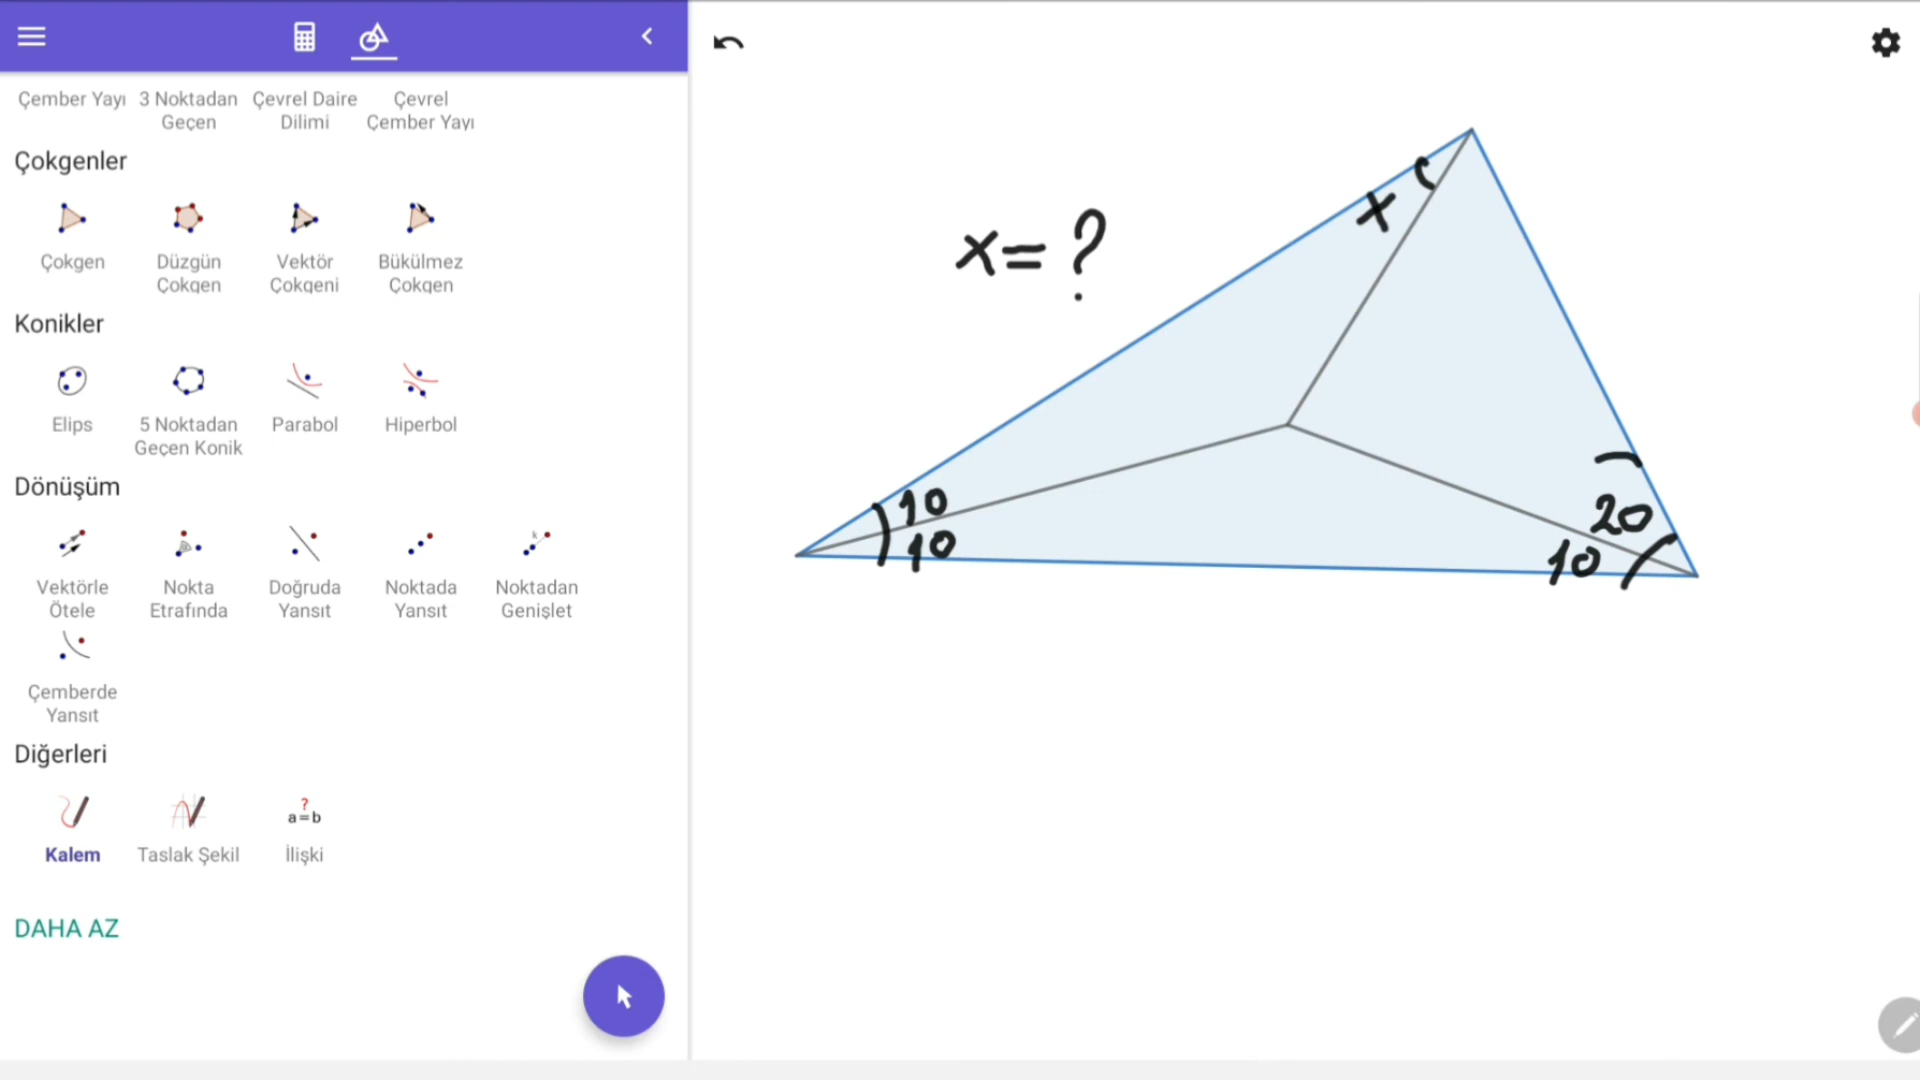 Çember Yayı 3 Noktadan Geçen Çevrel Daire Dilimi Çevrel Çember Yayı
Çokgenler
Çokgen Düzgün Çokgen Vektör Çokgeni Bükülmez Çokgen
Konikler
Elips 5 Noktadan Geçen Konik Parabol Hiperbol
Dönüşüm
Vektörle Ötele Nokta Etrafında Doğruda Yansıt Noktada Yansıt Noktadan Genişlet
Çemberde Yansıt
Diğerleri
a=b
?
Kalem Taslak Şekil İlişki
DAHA AZ
x
x=?
10
10
20
10